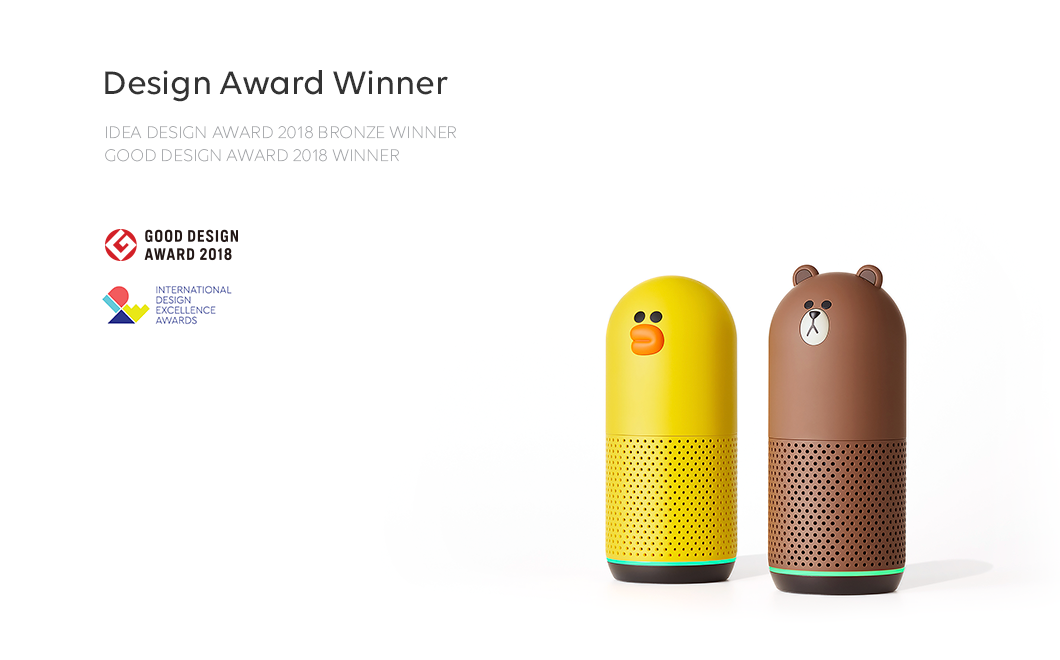 Design Award Winner
IDEA DESIGN AWARD 2018 BRONZE WINNER
GOOD DESIGN AWARD 2018 WINNER
GOOD DESIGN
AWARD 2018
INTERNATIONAL
DESIGN
EXCELLENCE
AWARDS